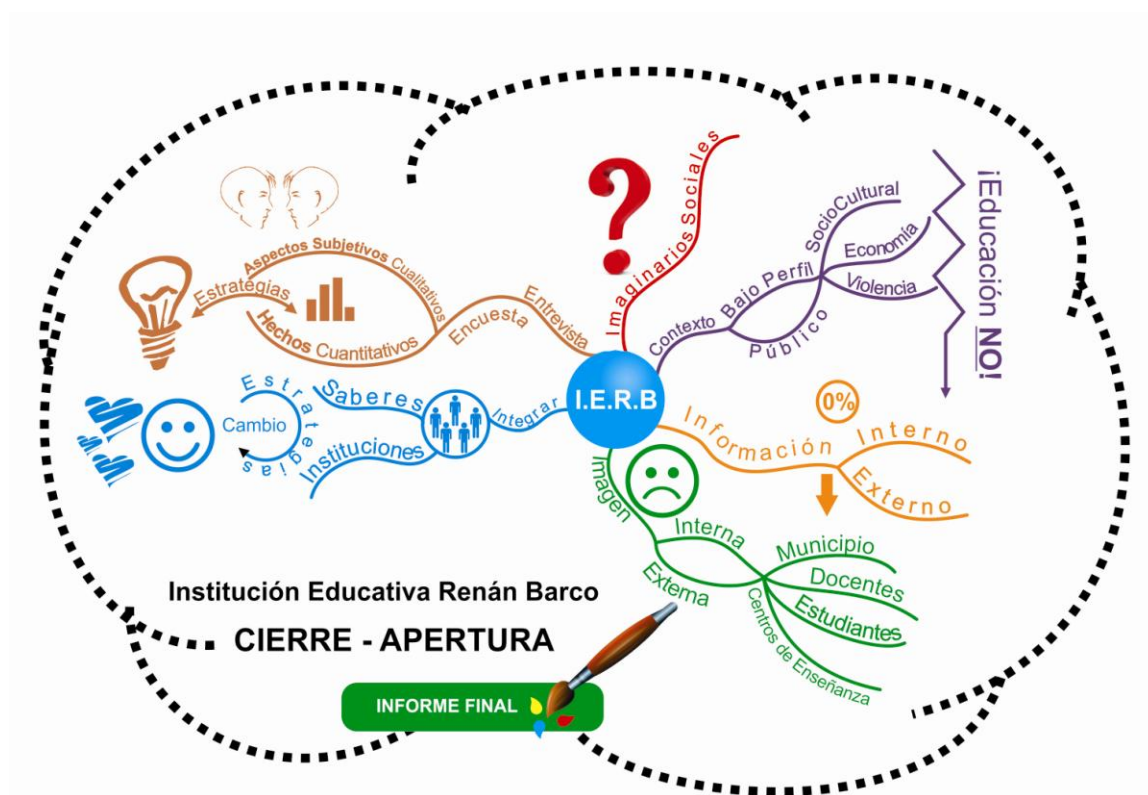 Imaginarios Sociales
¡Educación NO!
SocioCultural
Economía
Violencia
Bajo Perfil
Contexto
Público
Aspectos Subjetivos Cualitativos
Estratégias
Hechos Cuantitativos
Entrevista
Encuesta
I.E.R.B
Integrar
Saberes
Instituciones
Estrategias
Cambio
0%
Información
Interno
Externo
Imagen
Interna
Externa
Municipio
Docentes
Estudiantes
Centros de Enseñanza
Institución Educativa Renán Barco
CIERRE - APERTURA
INFORME FINAL